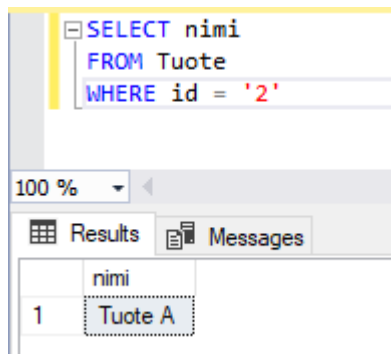 SELECT nimi
FROM Tuote
WHERE id = '2'
100 %
Results Messages
nimi
1 Tuote A